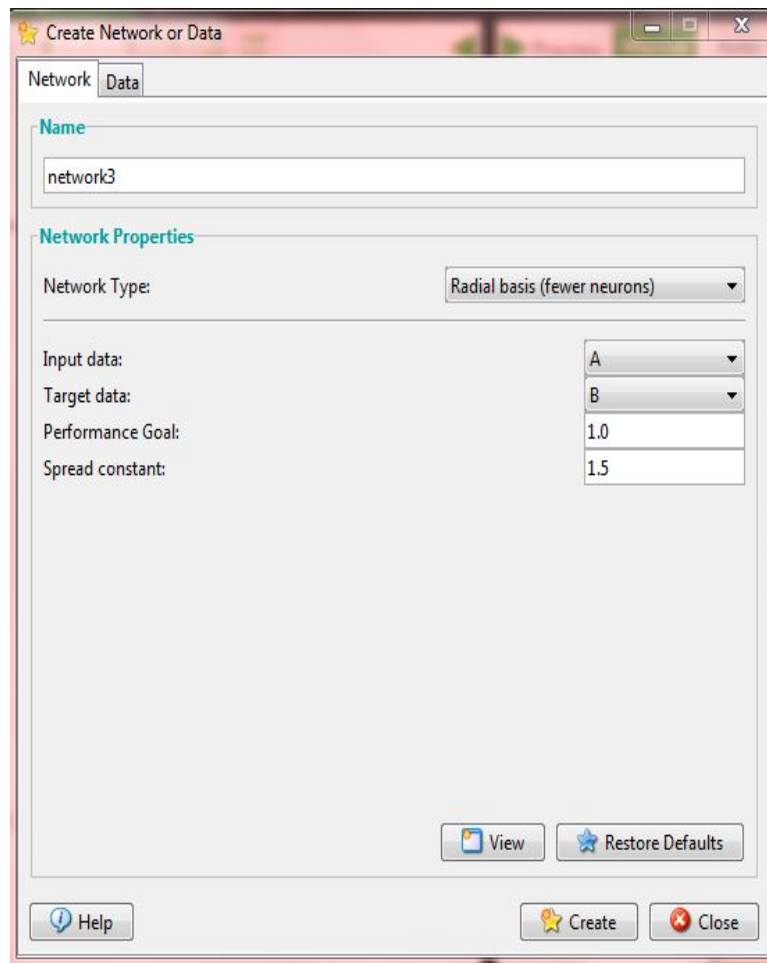 Create Network or Data
Network Data
Name
network3
Network Properties
Network Type: Radial basis (fewer neurons)
Input data: A
Target data: B
Performance Goal: 1.0
Spread constant: 1.5
View Restore Defaults
Help Create Close